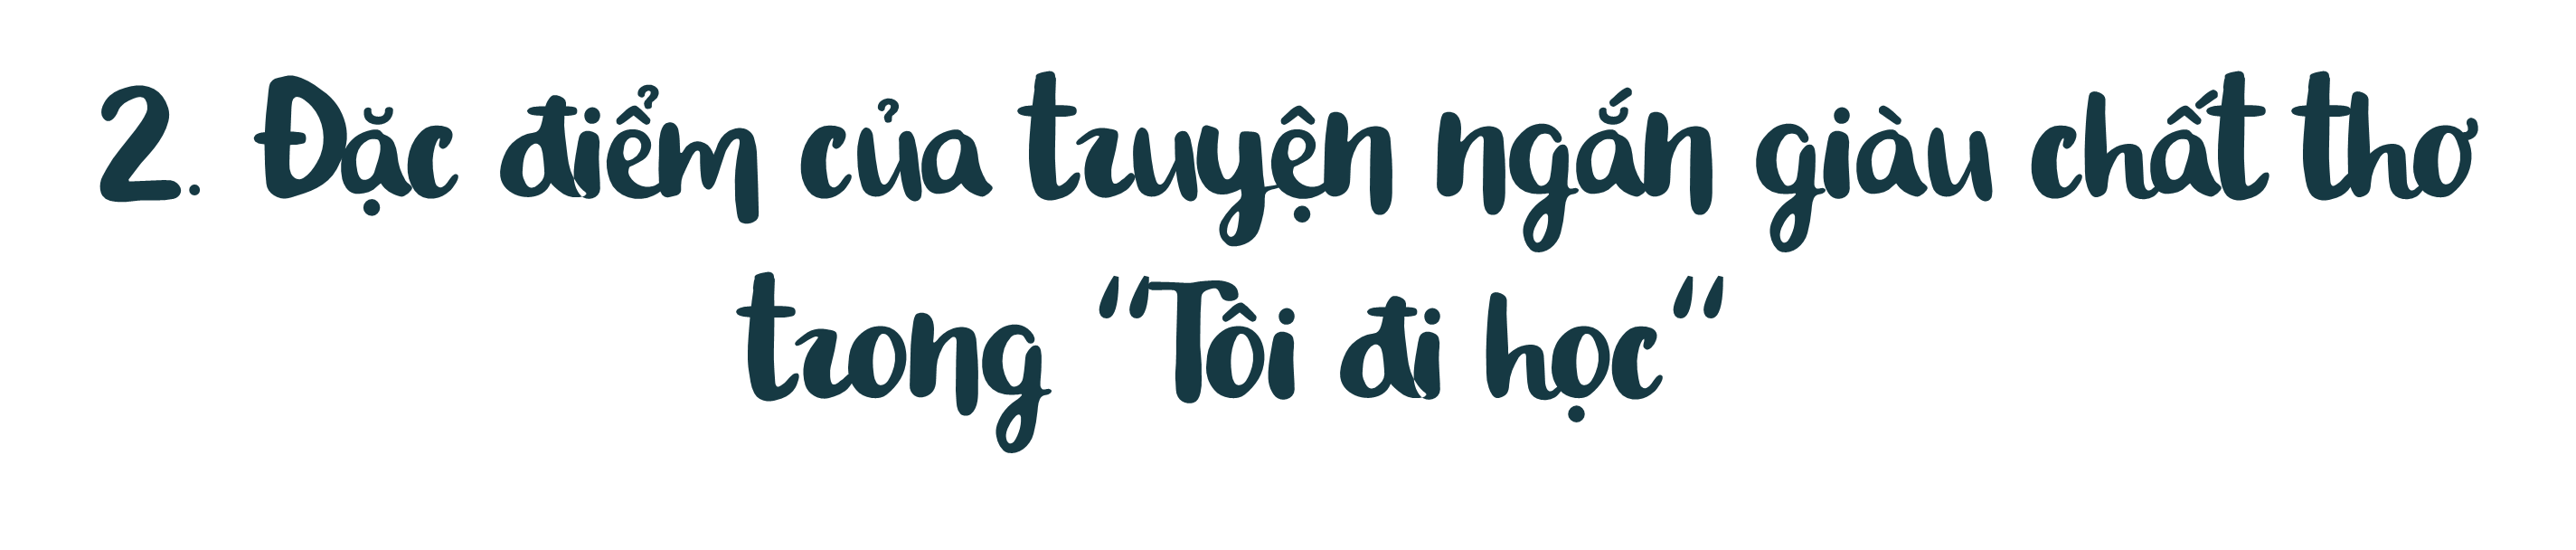 2. Đặc điểm của truyện ngắn giàu chất thơ
trong “Tôi đi học“